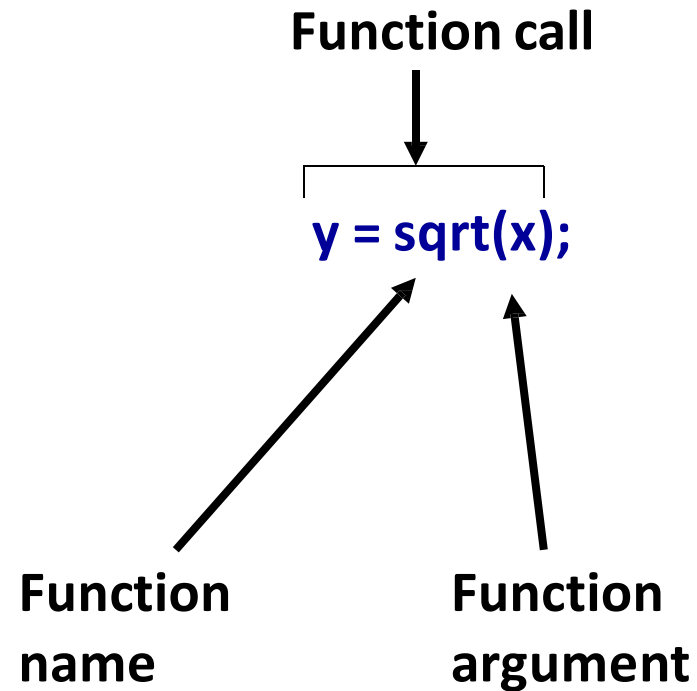 Function call
y = sqrt(x);
Function
name
Function
argument